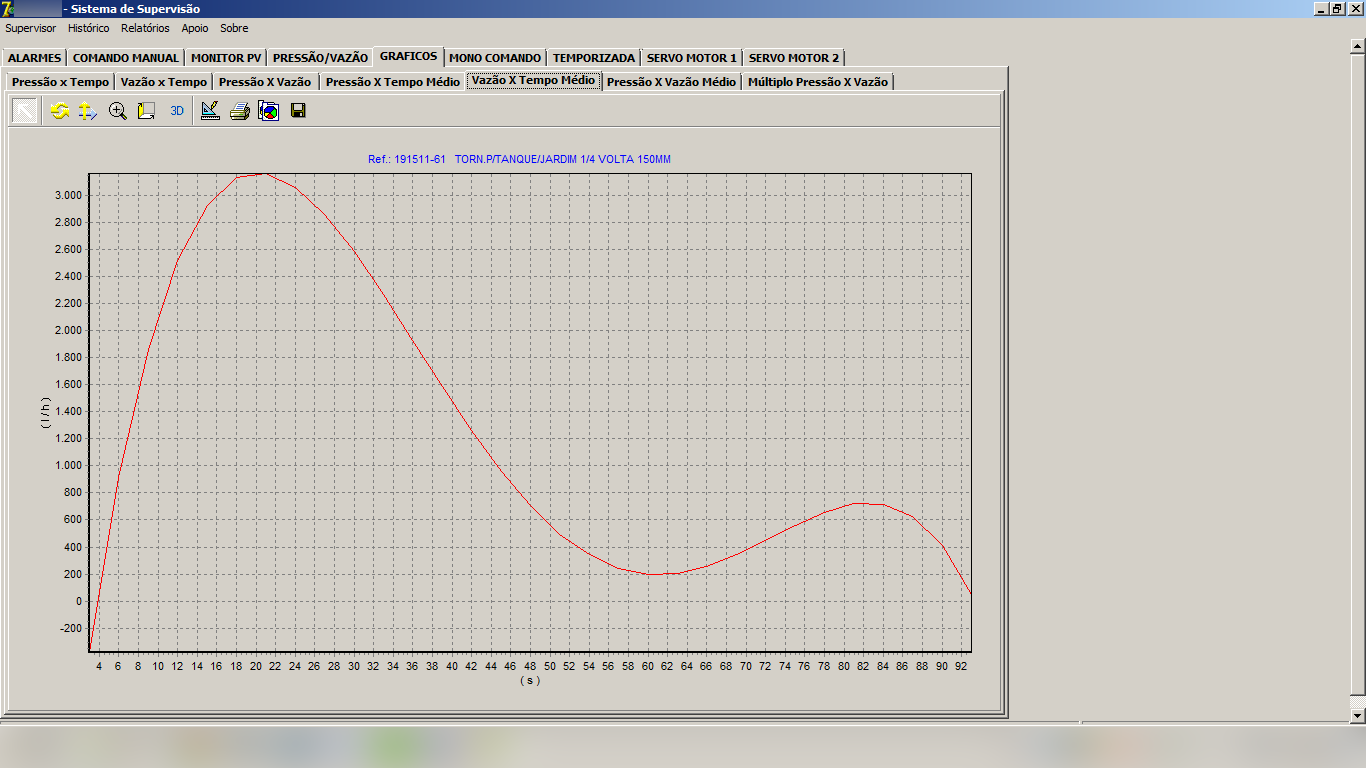 - Sistema de Supervisão
Supervisor Histórico Relatórios Apoio Sobre
ALARMES COMANDO MANUAL MONITOR PV PRESSÃO/VAZÃO GRAFICOS MONO COMANDO TEMPORIZADA SERVO MOTOR 1 SERVO MOTOR 2
Pressão x Tempo Vazão x Tempo Pressão X Vazão Pressão X Tempo Médio Vazão X Tempo Médio Pressão X Vazão Médio Múltiplo Pressão X Vazão
3D
Ref.: 191511-61 TORN.P/TANQUE/JARDIM 1/4 VOLTA 150MM
3.000
2.800
2.600
2.400
2.200
2.000
1.800
1.600
1.400
1.200
1.000
800
600
400
200
0
-200
( l / h )
4 6 8 10 12 14 16 18 20 22 24 26 28 30 32 34 36 38 40 42 44 46 48 50 52 54 56 58 60 62 64 66 68 70 72 74 76 78 80 82 84 86 88 90 92
( s )